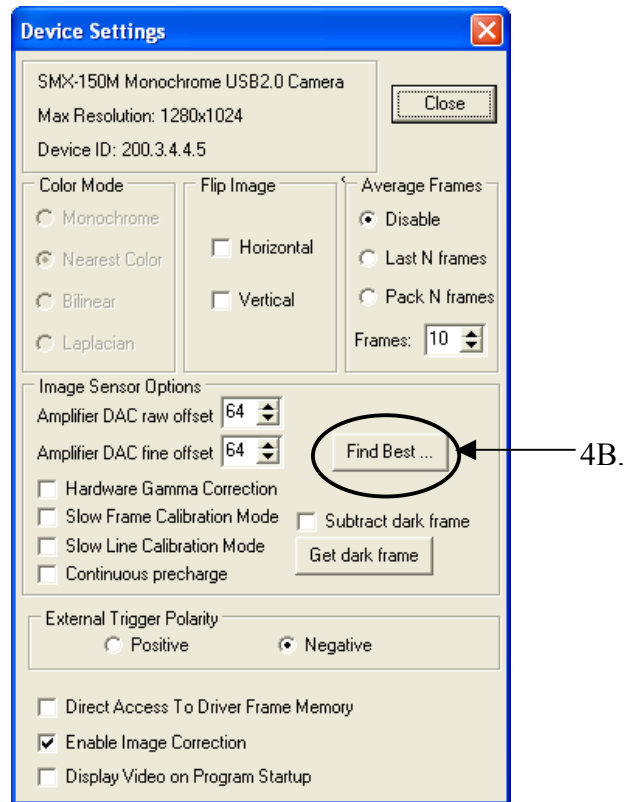 Device Settings
SMX-150M Monochrome USB2.0 Camera
Max Resolution: 1280x1024
Device ID: 200.3.4.4.5
Close
Color Mode
Monochrome
Nearest Color
Bilinear
Laplacian
Flip Image
Horizontal
Vertical
Average Frames
Disable
Last N frames
Pack N frames
Frames: 10
Image Sensor Options
Amplifier DAC raw offset 64
Amplifier DAC fine offset 64
Find Best ...
4B.
Hardware Gamma Correction
Slow Frame Calibration Mode
Slow Line Calibration Mode
Continuous precharge
Subtract dark frame
Get dark frame
External Trigger Polarity
Positive
Negative
Direct Access To Driver Frame Memory
Enable Image Correction
Display Video on Program Startup